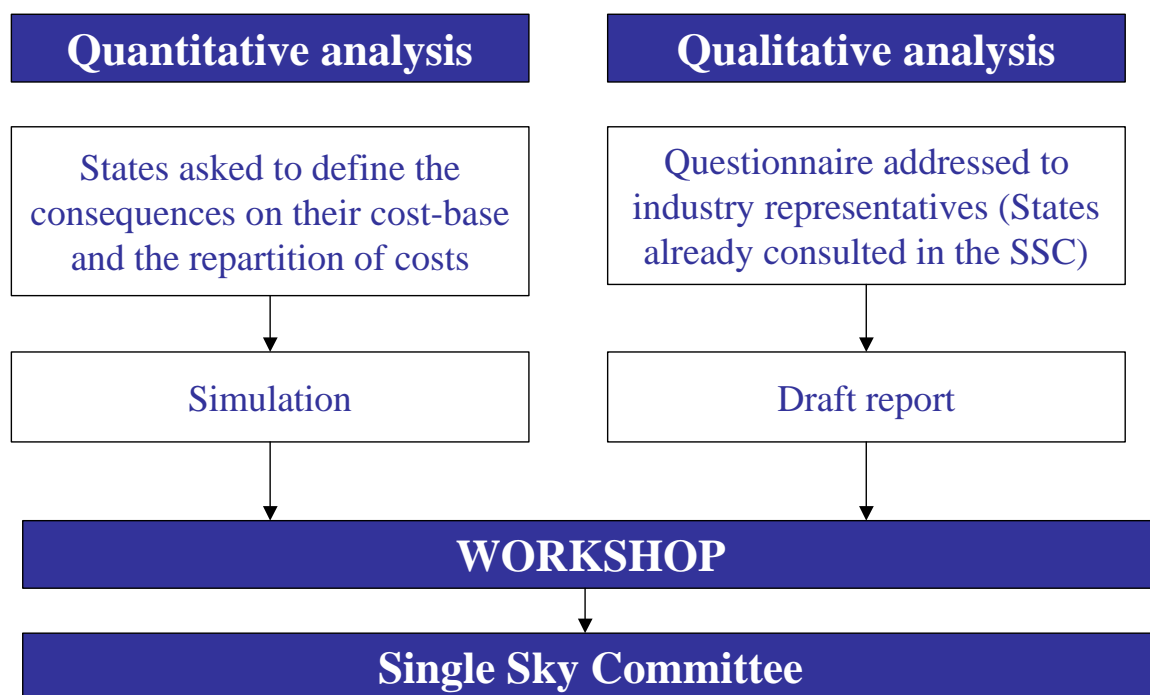 Quantitative analysis
Qualitative analysis
States asked to define the
consequences on their cost-base
and the repartition of costs
Questionnaire addressed to
industry representatives (States
already consulted in the SSC)
Simulation
Draft report
WORKSHOP
Single Sky Committee